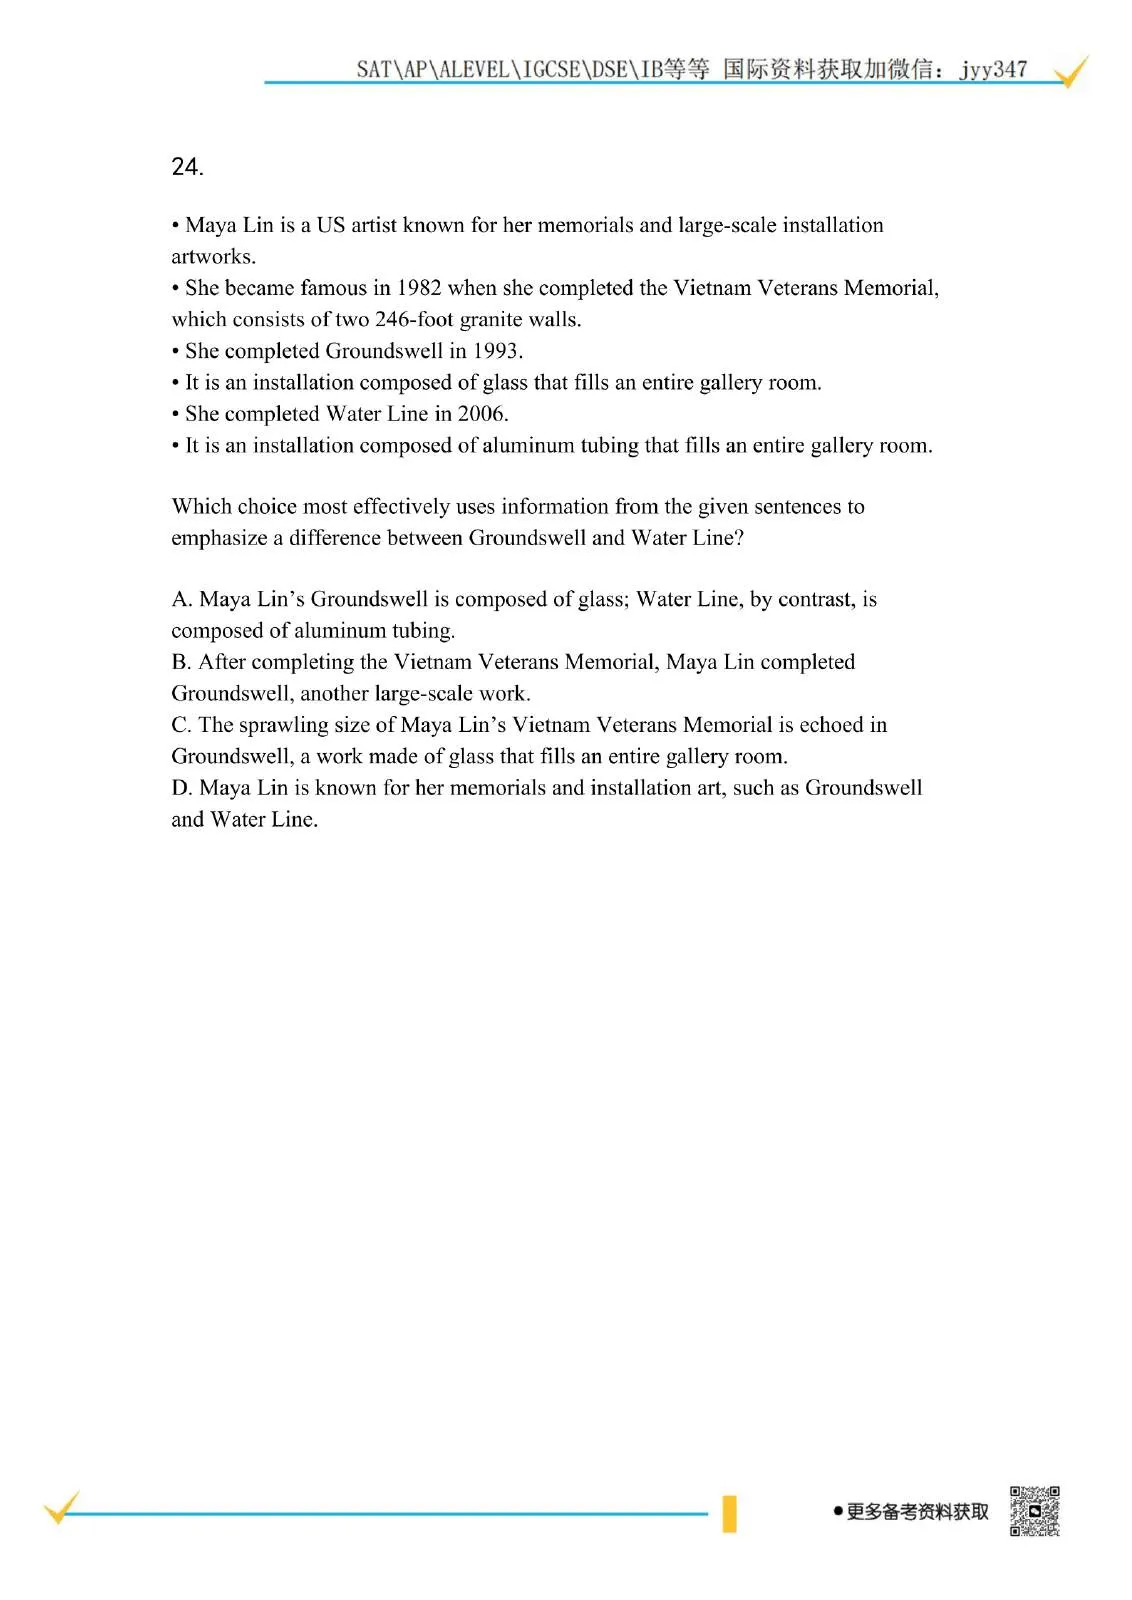 SAT\AP\ALEVEL\IGCSE\DSE\IB等等 国际资料获取加微信：jyy347
24.
• Maya Lin is a US artist known for her memorials and large-scale installation
artworks.
• She became famous in 1982 when she completed the Vietnam Veterans Memorial,
which consists of two 246-foot granite walls.
• She completed Groundswell in 1993.
• It is an installation composed of glass that fills an entire gallery room.
• She completed Water Line in 2006.
• It is an installation composed of aluminum tubing that fills an entire gallery room.
Which choice most effectively uses information from the given sentences to
emphasize a difference between Groundswell and Water Line?
A. Maya Lin’s Groundswell is composed of glass; Water Line, by contrast, is
composed of aluminum tubing.
B. After completing the Vietnam Veterans Memorial, Maya Lin completed
Groundswell, another large-scale work.
C. The sprawling size of Maya Lin’s Vietnam Veterans Memorial is echoed in
Groundswell, a work made of glass that fills an entire gallery room.
D. Maya Lin is known for her memorials and installation art, such as Groundswell
and Water Line.
•更多备考资料获取